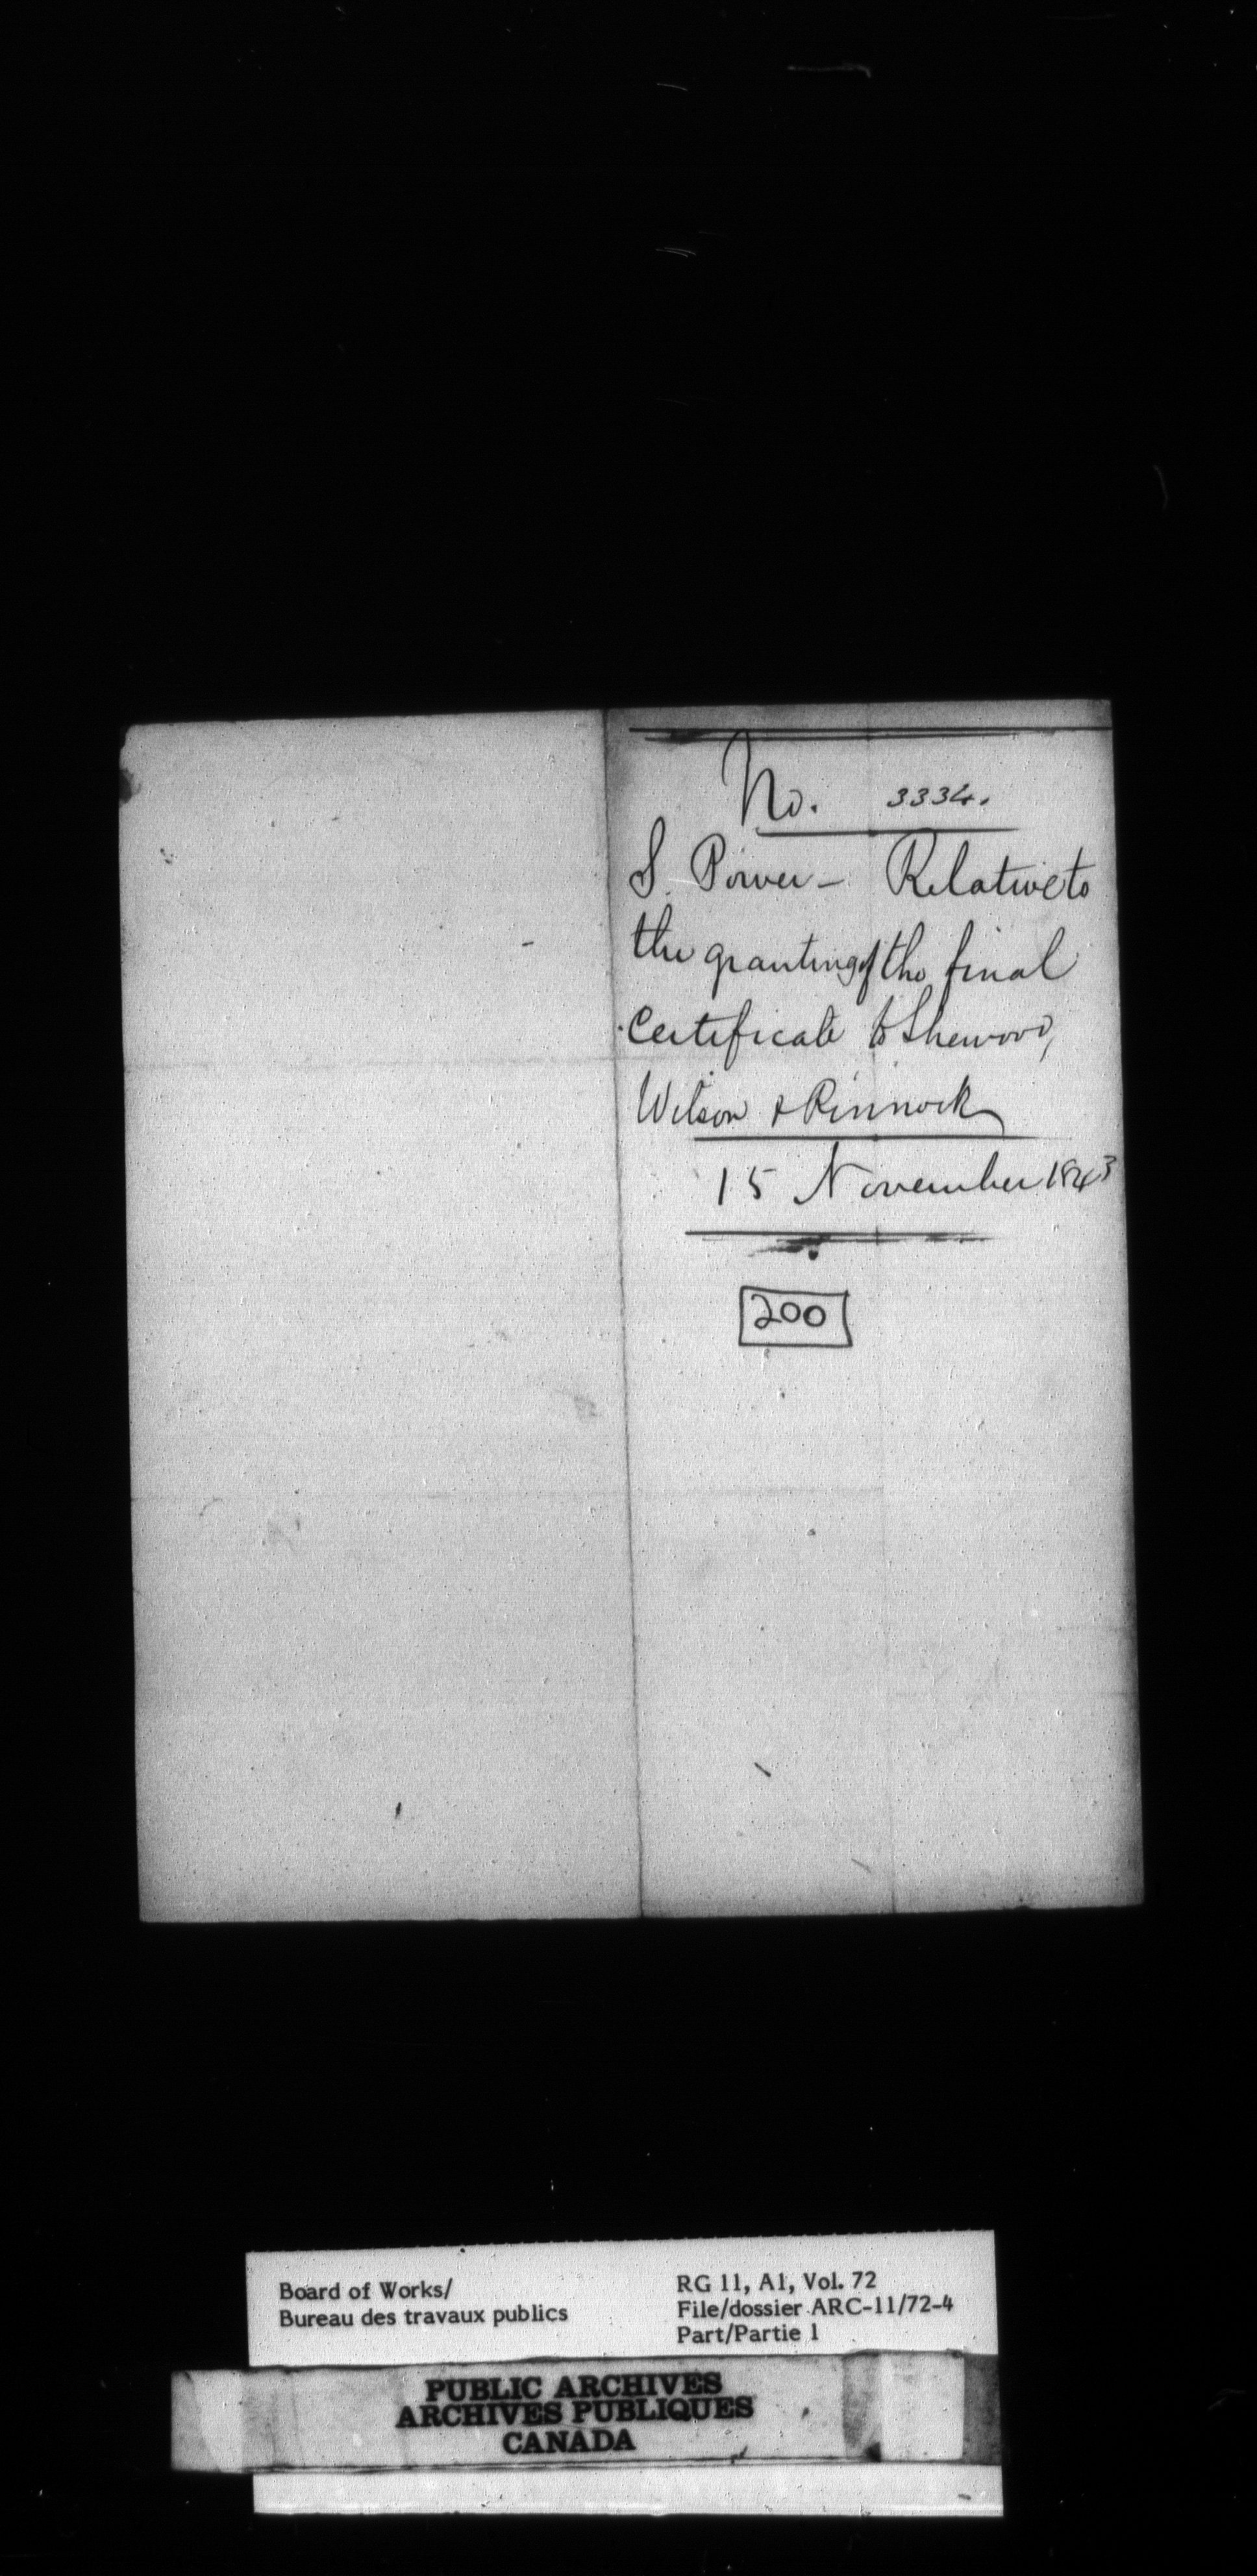 No. 3334.
S. Power - Relative to
the granting of the final
Certificate to Sherwood,
Wilson & Pinnock
15 November 1843
200
Board of Works/
Bureau des travaux publics
RG 11, A1, Vol. 72
File/dossier ARC-11/72-4
Part/Partie 1
PUBLIC ARCHIVES
ARCHIVES PUBLIQUES
CANADA